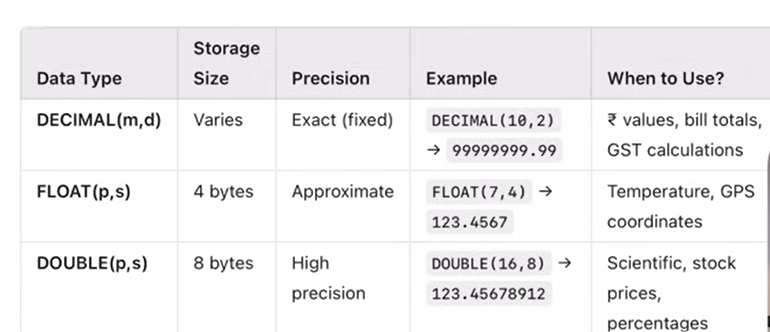 Data Type
Storage
Size
Precision
Example
When to Use?
DECIMAL(m,d)
Varies
Exact (fixed)
DECIMAL(10,2)
→ 99999999.99
₹ values, bill totals,
GST calculations
FLOAT(p,s)
4 bytes
Approximate
FLOAT(7,4) →
123.4567
Temperature, GPS
coordinates
DOUBLE(p,s)
8 bytes
High
precision
DOUBLE(16,8) →
123.45678912
Scientific, stock
prices,
percentages